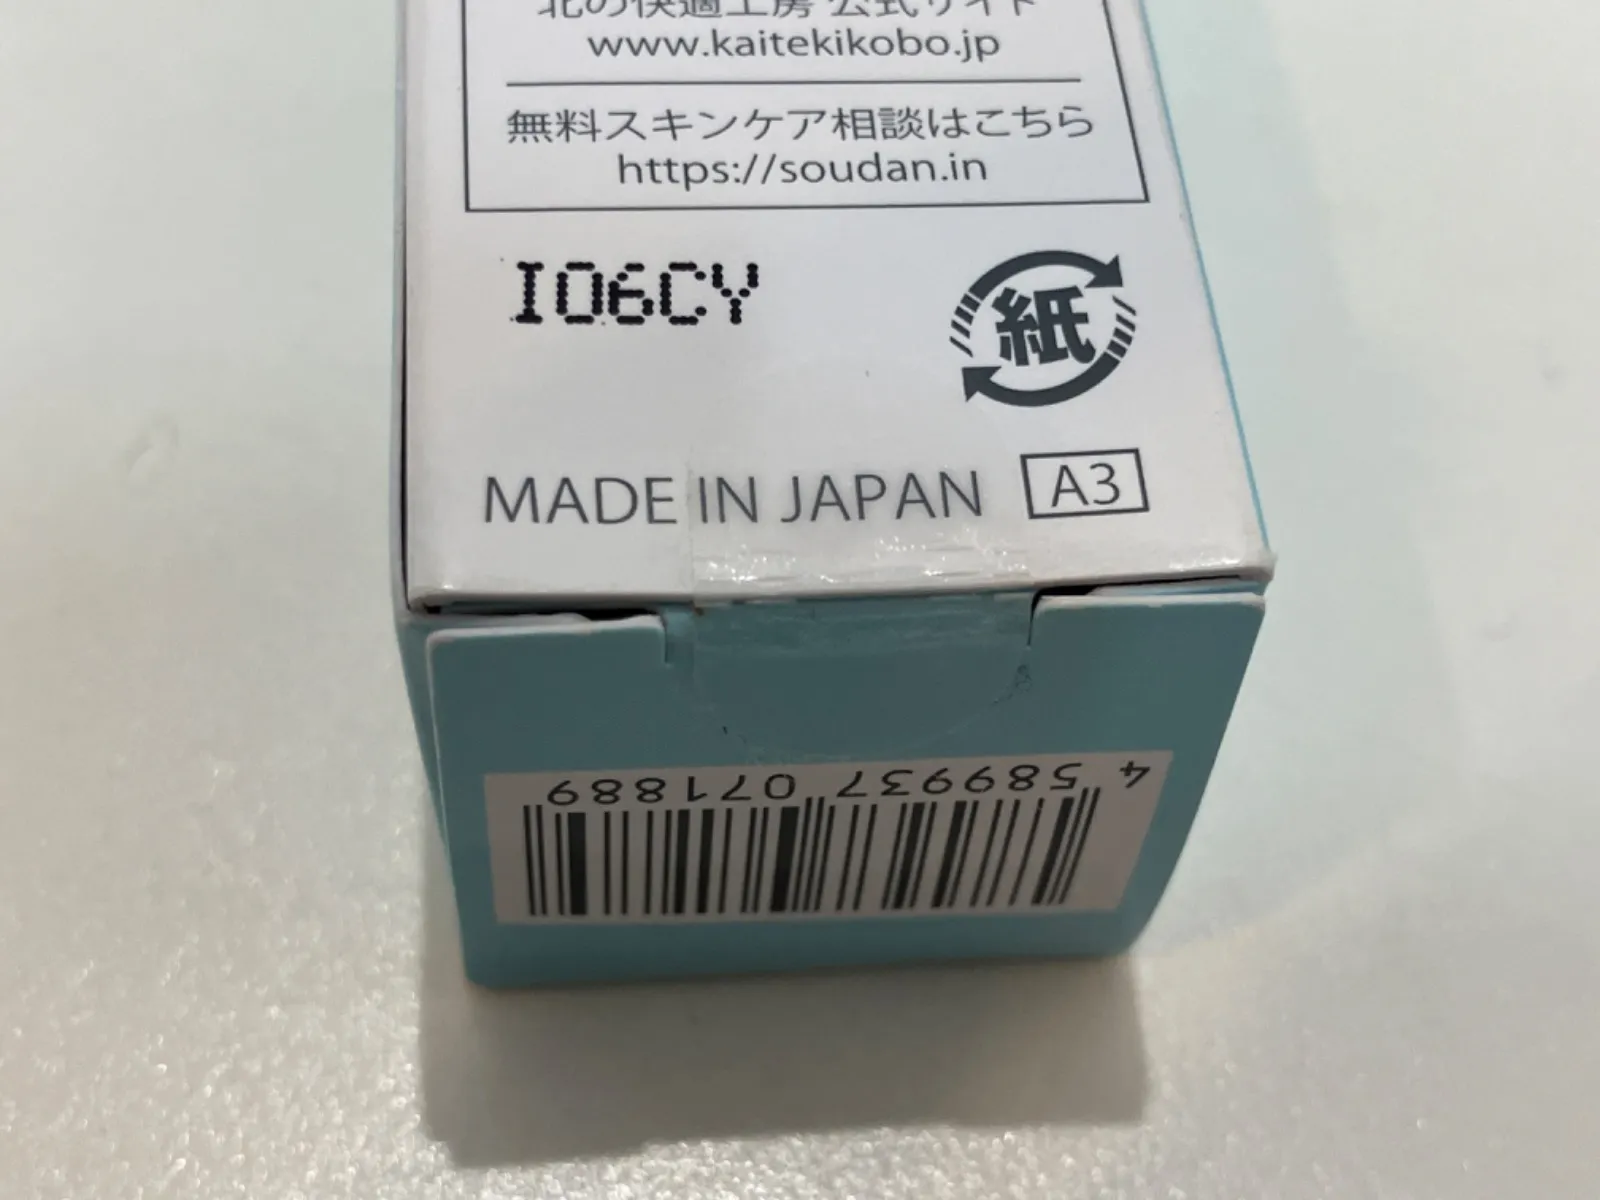 北の快適工房 公式サイト
www.kaitekikobo.jp
無料スキンケア相談はこちら
https://soudan.in
I06CY
紙
MADE IN JAPAN A3
4 589937 071889